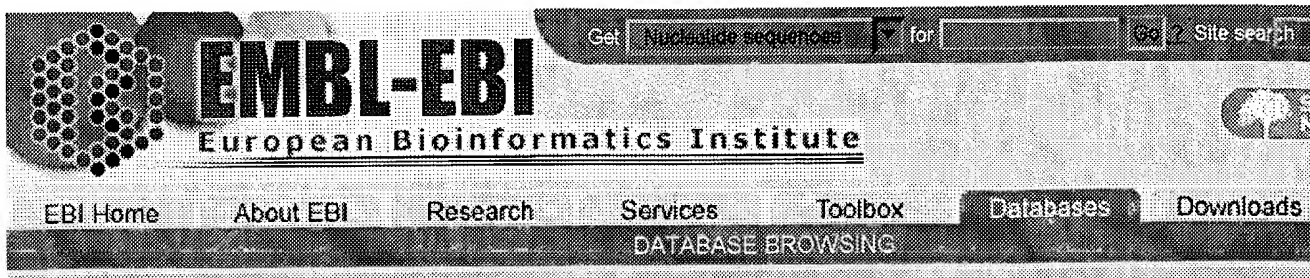 Get Nucleotide sequences for Go ? Site search
EMBL-EBI
European Bioinformatics Institute
EBI Home About EBI Research Services Toolbox Databases Downloads
DATABASE BROWSING